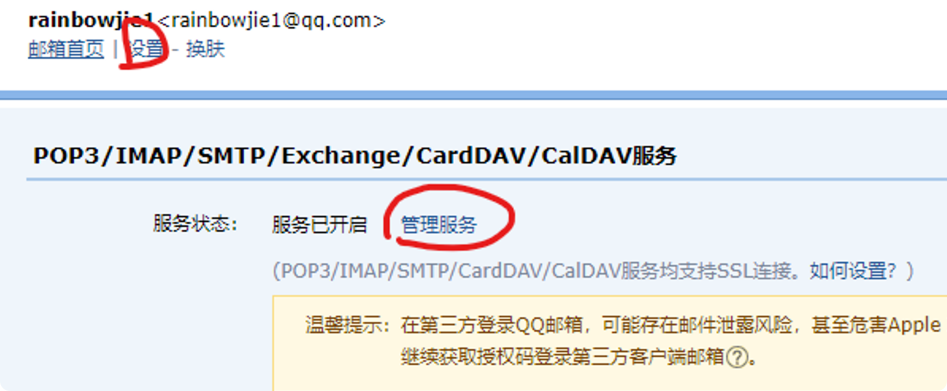 rainbowjie1<rainbowjie1@qq.com>
邮箱首页 | 设置 - 换肤
POP3/IMAP/SMTP/Exchange/CardDAV/CalDAV服务
服务状态: 服务已开启 管理服务
(POP3/IMAP/SMTP/CardDAV/CalDAV服务均支持SSL连接。如何设置?)
温馨提示: 在第三方登录QQ邮箱，可能存在邮件泄露风险，甚至危害Apple
继续获取授权码登录第三方客户端邮箱?。